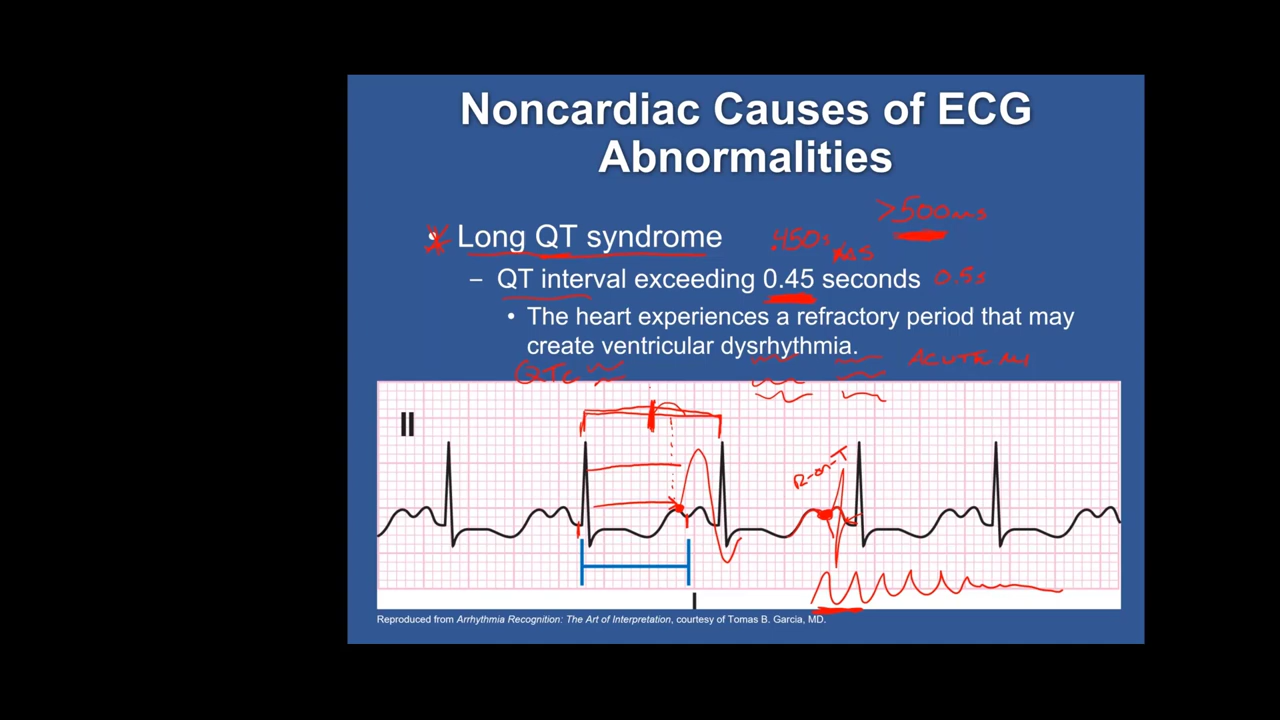 Noncardiac Causes of ECG
Abnormalities
>500ms
• Long QT syndrome
.450s
– QT interval exceeding 0.45 seconds 0.5s
• The heart experiences a refractory period that may
create ventricular dysrhythmia.
QTc
ACUTE MI
II
R-on-T
I
Reproduced from Arrhythmia Recognition: The Art of Interpretation, courtesy of Tomas B. Garcia, MD.